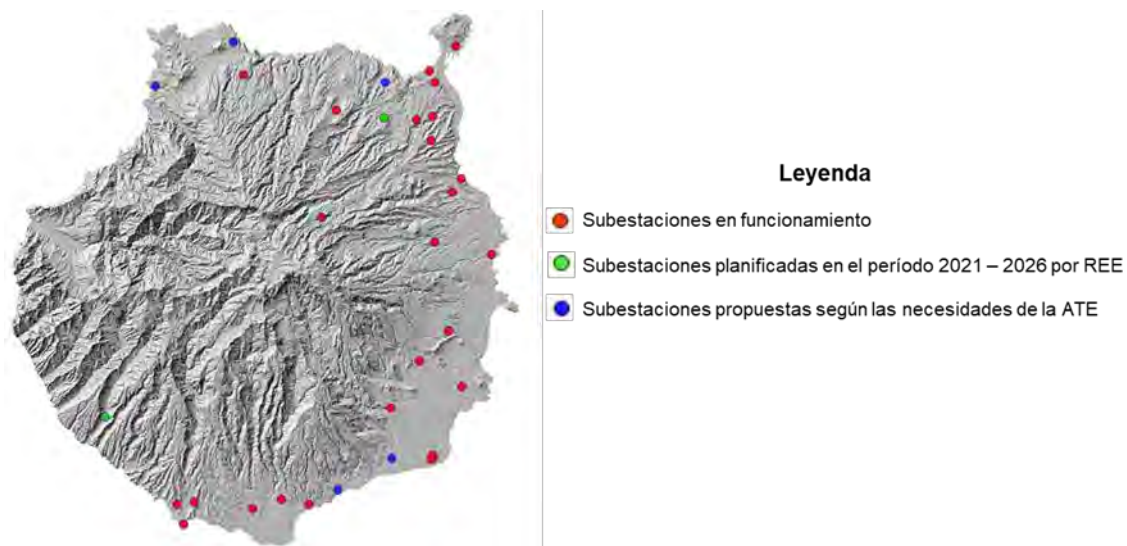 Leyenda
Subestaciones en funcionamiento
Subestaciones planificadas en el período 2021 – 2026 por REE
Subestaciones propuestas según las necesidades de la ATE